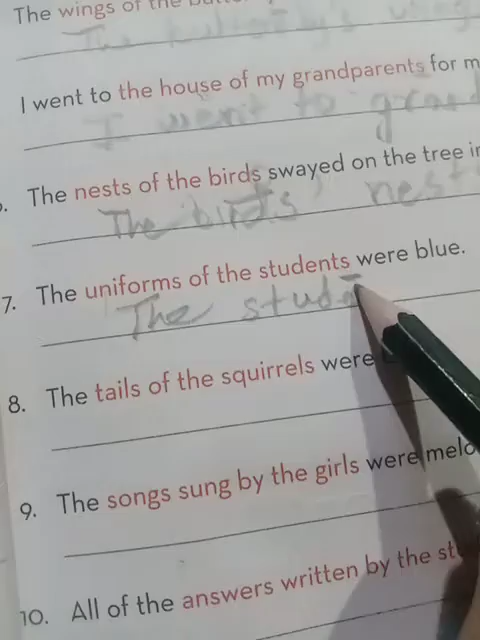 The wings of the
The
I went to the house of my grandparents for m
I went to grand
The nests of the birds swayed on the tree in
The birds' nests
7. The uniforms of the students were blue.
The stud
8. The tails of the squirrels were
9. The songs sung by the girls were melo
10. All of the answers written by the st